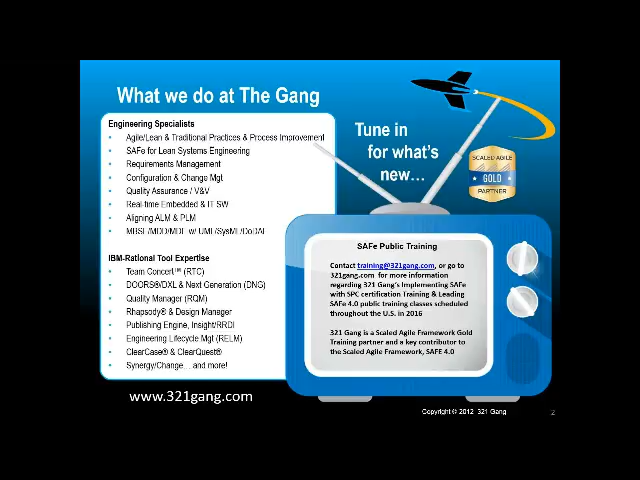 What we do at The Gang
Engineering Specialists
• Agile/Lean & Traditional Practices & Process Improvement
• SAFe for Lean Systems Engineering
• Requirements Management
• Configuration & Change Mgt
• Quality Assurance / V&V
• Real-time Embedded & IT SW
• Aligning ALM & PLM
• MBSE/MDD/MDE w/ UML/SysML/DoDAF
IBM-Rational Tool Expertise
• Team Concert™ (RTC)
• DOORS®/DXL & Next Generation (DNG)
• Quality Manager (RQM)
• Rhapsody® & Design Manager
• Publishing Engine, Insight/RRDI
• Engineering Lifecycle Mgt (RELM)
• ClearCase® & ClearQuest®
• Synergy/Change… and more!
www.321gang.com
Tune in
for what's
new…
SCALED AGILE
GOLD
PARTNER
SAFe Public Training
Contact training@321gang.com, or go to
321gang.com for more information
regarding 321 Gang's Implementing SAFe
with SPC certification Training & Leading
SAFe 4.0 public training classes scheduled
throughout the U.S. in 2016
321 Gang is a Scaled Agile Framework Gold
Training partner and a key contributor to
the Scaled Agile Framework, SAFE 4.0
Copyright © 2012 321 Gang
2